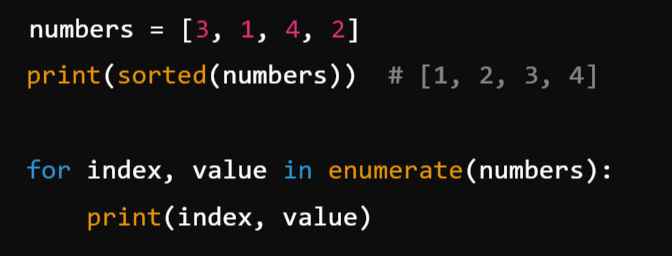 numbers = [3, 1, 4, 2]
print(sorted(numbers))  # [1, 2, 3, 4]

for index, value in enumerate(numbers):
    print(index, value)